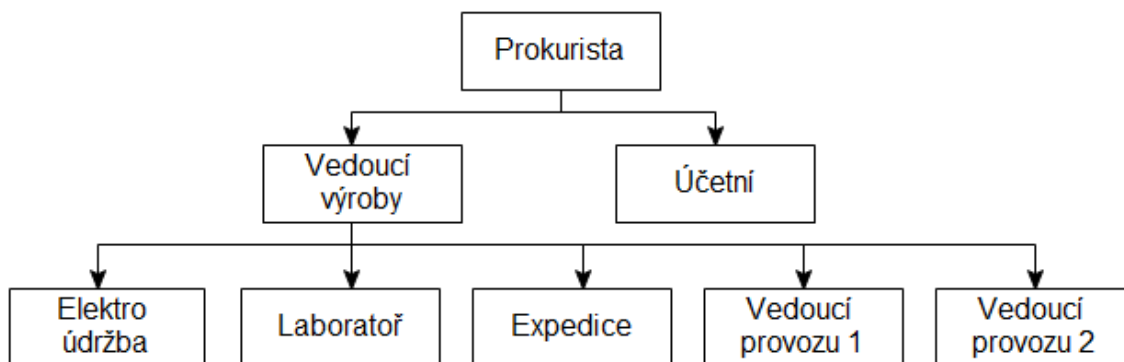 Prokurista
Vedoucí
výroby
Účetní
Elektro
údržba
Laboratoř
Expedice
Vedoucí
provozu 1
Vedoucí
provozu 2